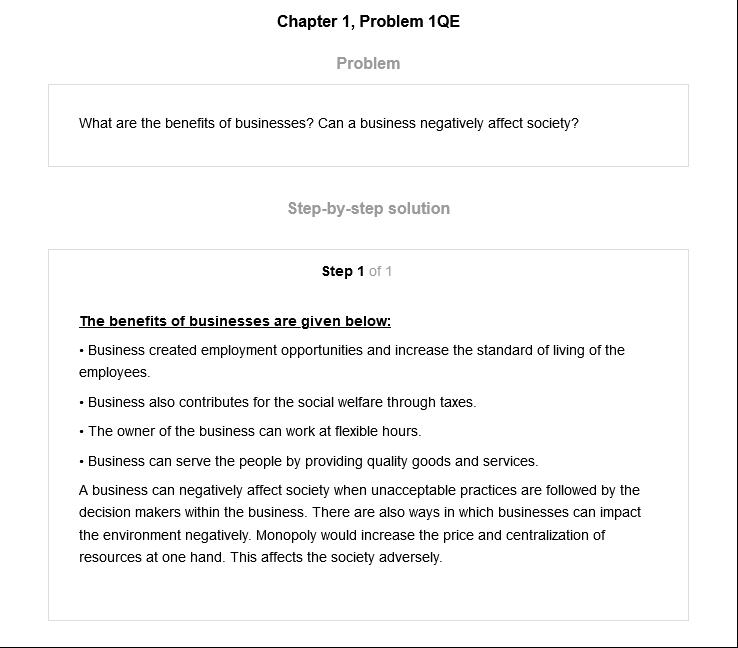 Chapter 1, Problem 1QE
Problem
What are the benefits of businesses? Can a business negatively affect society?
Step-by-step solution
Step 1 of 1
The benefits of businesses are given below:
• Business created employment opportunities and increase the standard of living of the
employees.
• Business also contributes for the social welfare through taxes.
• The owner of the business can work at flexible hours.
• Business can serve the people by providing quality goods and services.
A business can negatively affect society when unacceptable practices are followed by the
decision makers within the business. There are also ways in which businesses can impact
the environment negatively. Monopoly would increase the price and centralization of
resources at one hand. This affects the society adversely.